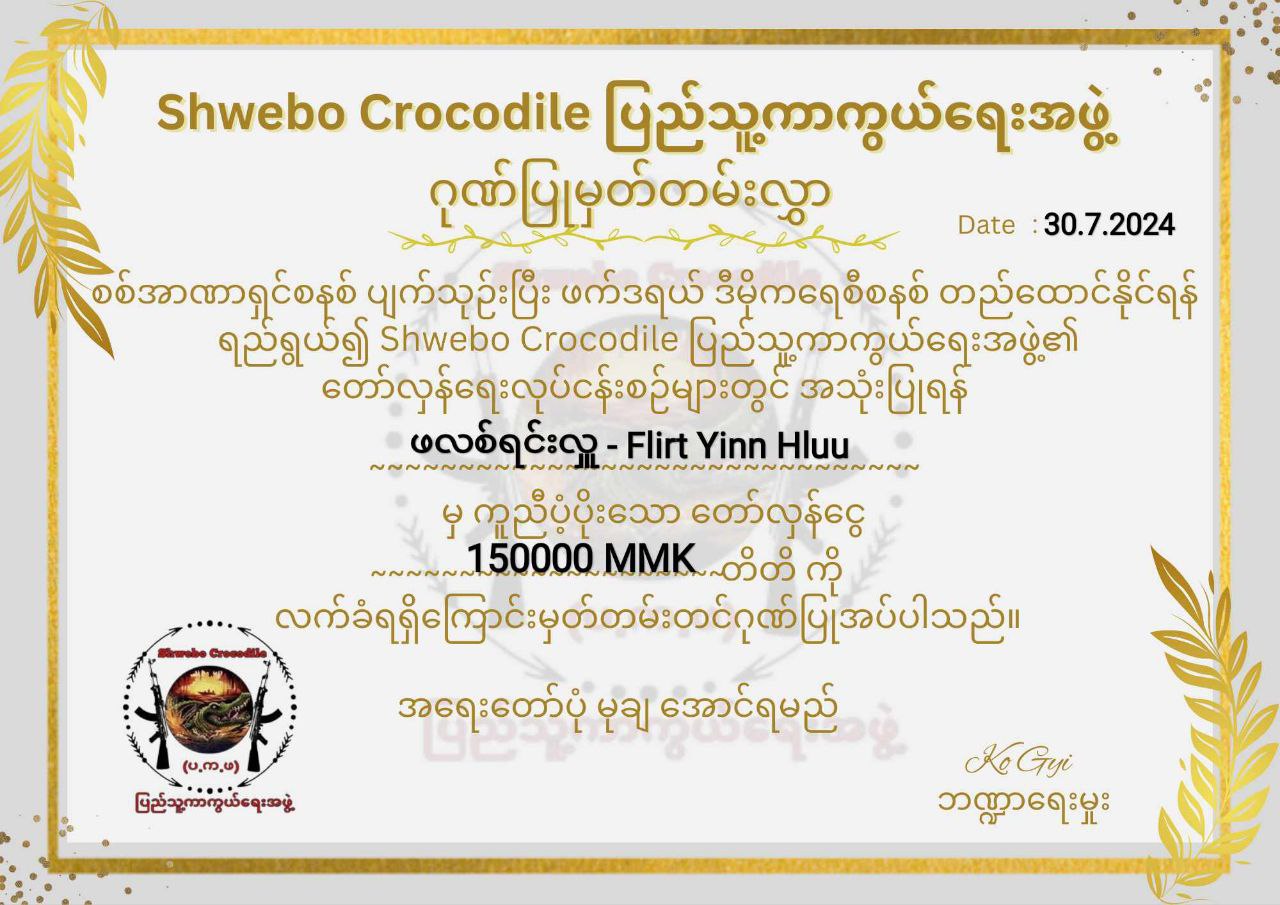 Shwebo Crocodile ပြည်သူ့ကာကွယ်ရေးအဖွဲ့
ဂုဏ်ပြုမှတ်တမ်းလွှာ
Date : 30.7.2024
စစ်အာဏာရှင်စနစ် ပျက်သုဉ်းပြီး ဖက်ဒရယ် ဒီမိုကရေစီစနစ် တည်ထောင်နိုင်ရန်
ရည်ရွယ်၍ Shwebo Crocodile ပြည်သူ့ကာကွယ်ရေးအဖွဲ့၏
တော်လှန်ရေးလုပ်ငန်းစဉ်များတွင် အသုံးပြုရန်
ဖလစ်ရင်းလှူ - Flirt Yinn Hluu
~~~~~~~~~~~~~~~~~~~~~~~~~~~~~~~~
မှ ကူညီပံ့ပိုးသော တော်လှန်ငွေ
150000 MMK
~~~~~~~~~~~~~~~~~~~~~တိတိ ကို
လက်ခံရရှိကြောင်းမှတ်တမ်းတင်ဂုဏ်ပြုအပ်ပါသည်။
အရေးတော်ပုံ မုချ အောင်ရမည်
Shwebo Crocodile
(ပ.က.ဖ)
ပြည်သူ့ကာကွယ်ရေးအဖွဲ့
Ko Gyi
ဘဏ္ဍာရေးမှူး